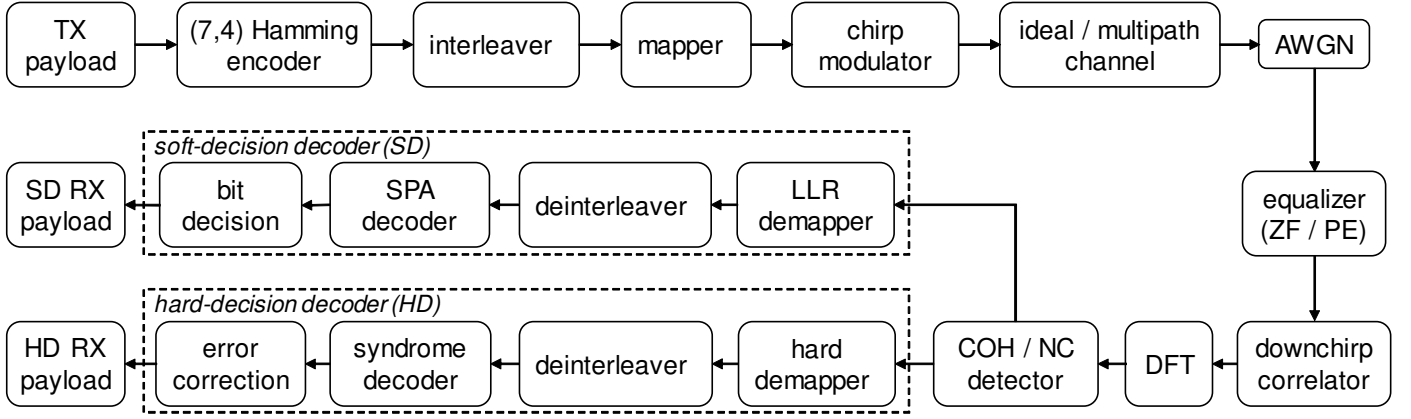 TX
payload
(7,4) Hamming
encoder
interleaver
mapper
chirp
modulator
ideal / multipath
channel
AWGN
soft-decision decoder (SD)
SD RX
payload
bit
decision
SPA
decoder
deinterleaver
LLR
demapper
equalizer
(ZF / PE)
hard-decision decoder (HD)
HD RX
payload
error
correction
syndrome
decoder
deinterleaver
hard
demapper
COH / NC
detector
DFT
downchirp
correlator